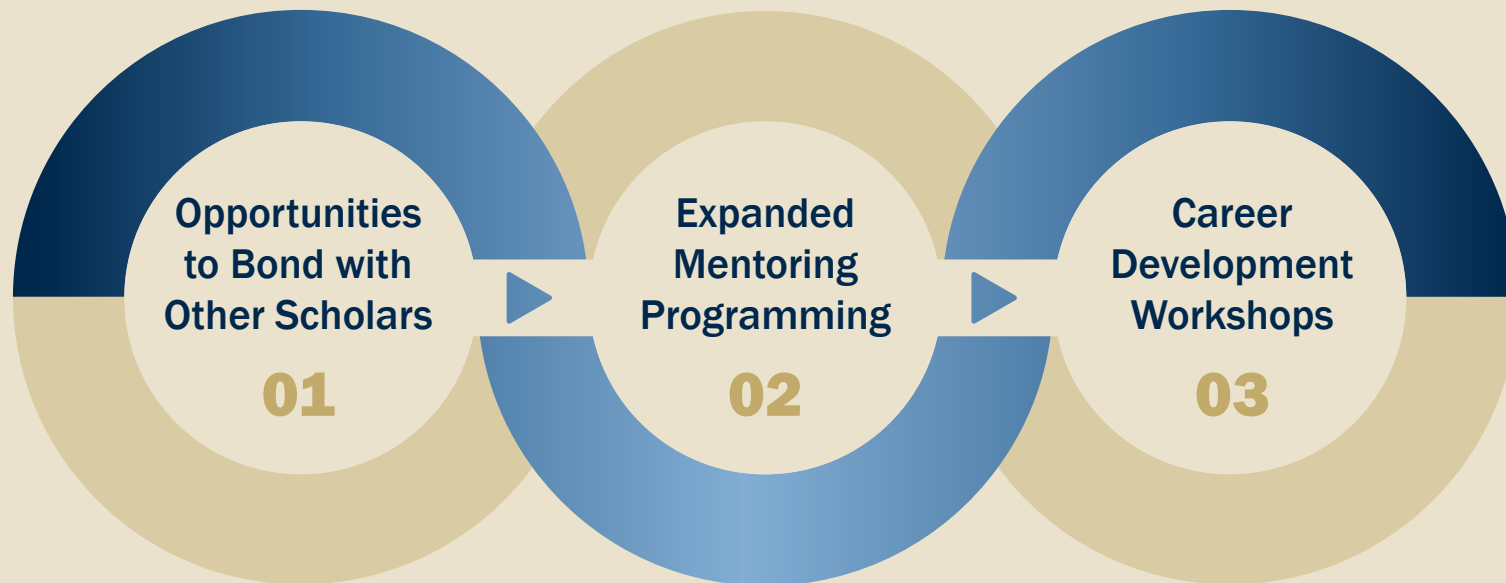 Opportunities
to Bond with
Other Scholars
01
Expanded
Mentoring
Programming
02
Career
Development
Workshops
03